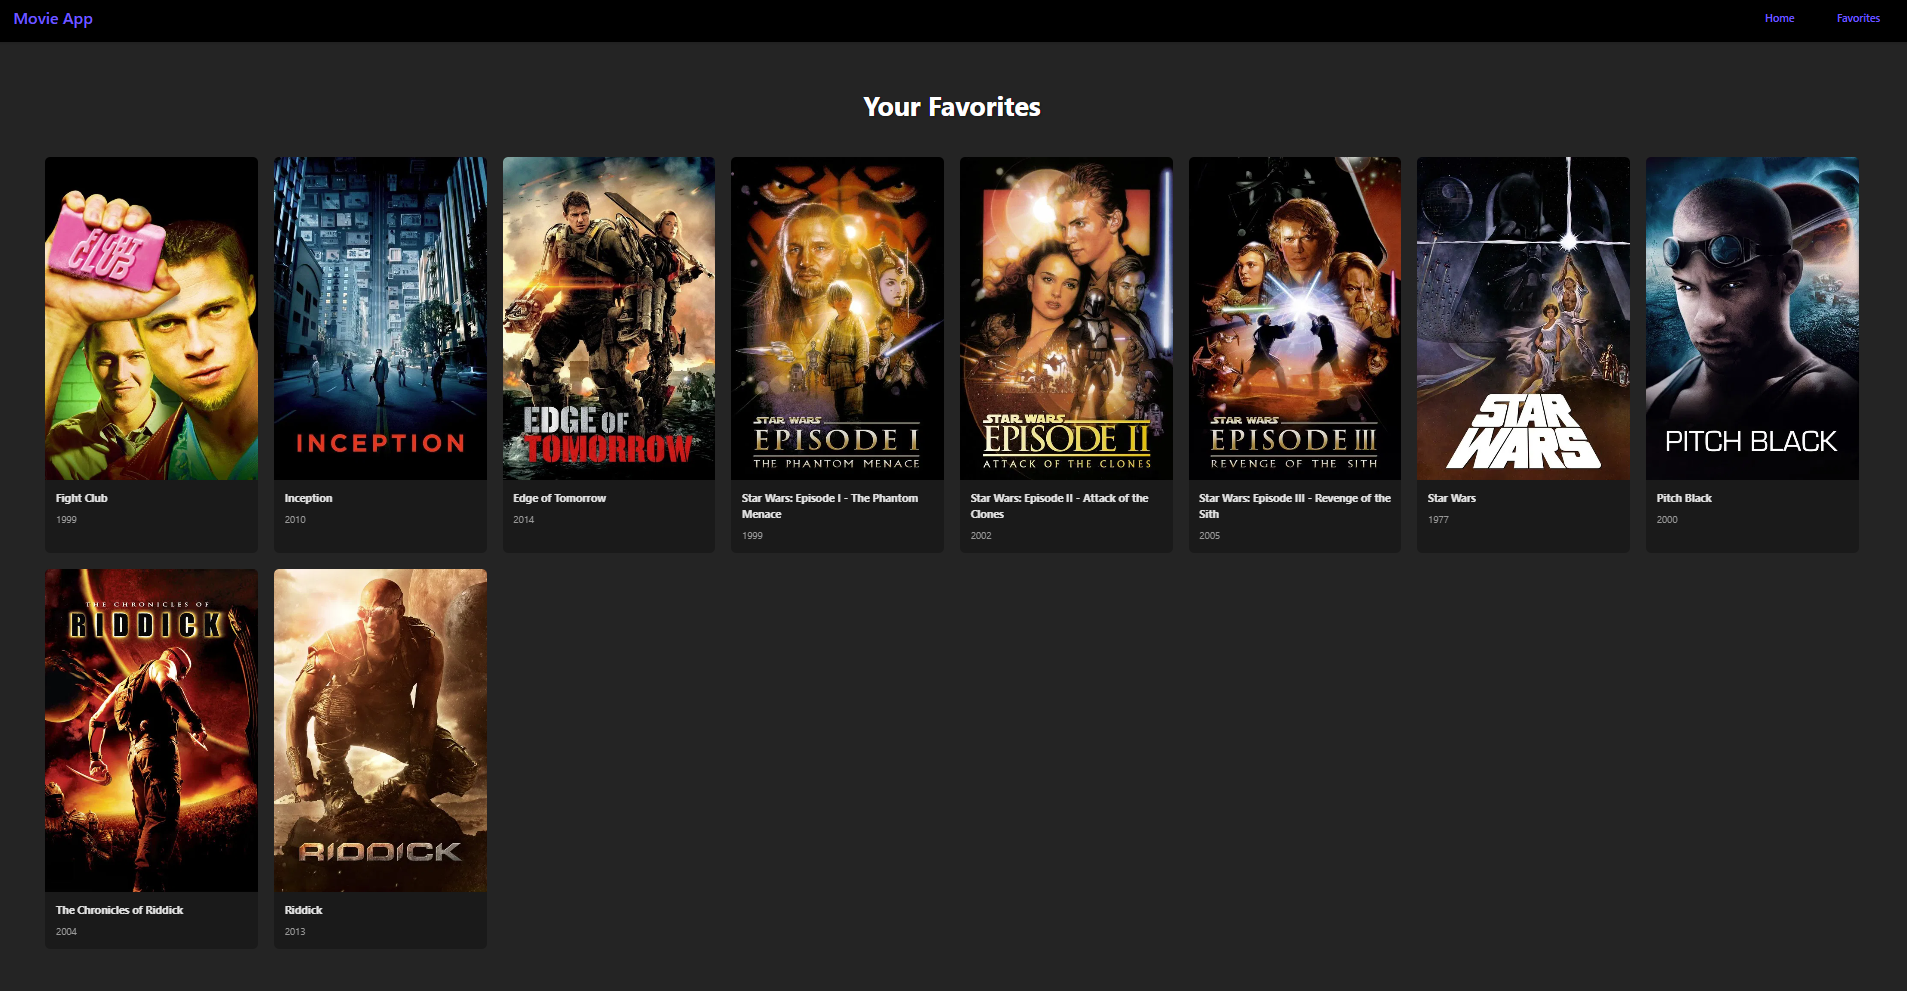 Movie App
Home
Favorites
Your Favorites
FIGHT
CLUB
INCEPTION
EDGE OF
TOMORROW
STAR WARS
EPISODE I
THE PHANTOM MENACE
STAR WARS
EPISODE II
ATTACK OF THE CLONES
STAR WARS
EPISODE III
REVENGE OF THE SITH
STAR
WARS
PITCH BLACK
Fight Club
1999
Inception
2010
Edge of Tomorrow
2014
Star Wars: Episode I - The Phantom
Menace
1999
Star Wars: Episode II - Attack of the
Clones
2002
Star Wars: Episode III - Revenge of the
Sith
2005
Star Wars
1977
Pitch Black
2000
THE CHRONICLES OF
RIDDICK
RIDDICK
The Chronicles of Riddick
2004
Riddick
2013